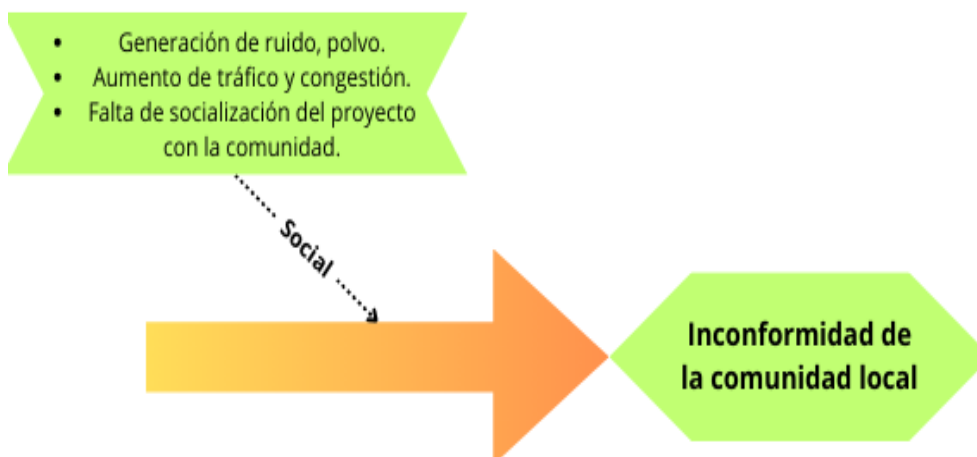 • Generación de ruido, polvo.
• Aumento de tráfico y congestión.
• Falta de socialización del proyecto
con la comunidad.
Social
Inconformidad de
la comunidad local